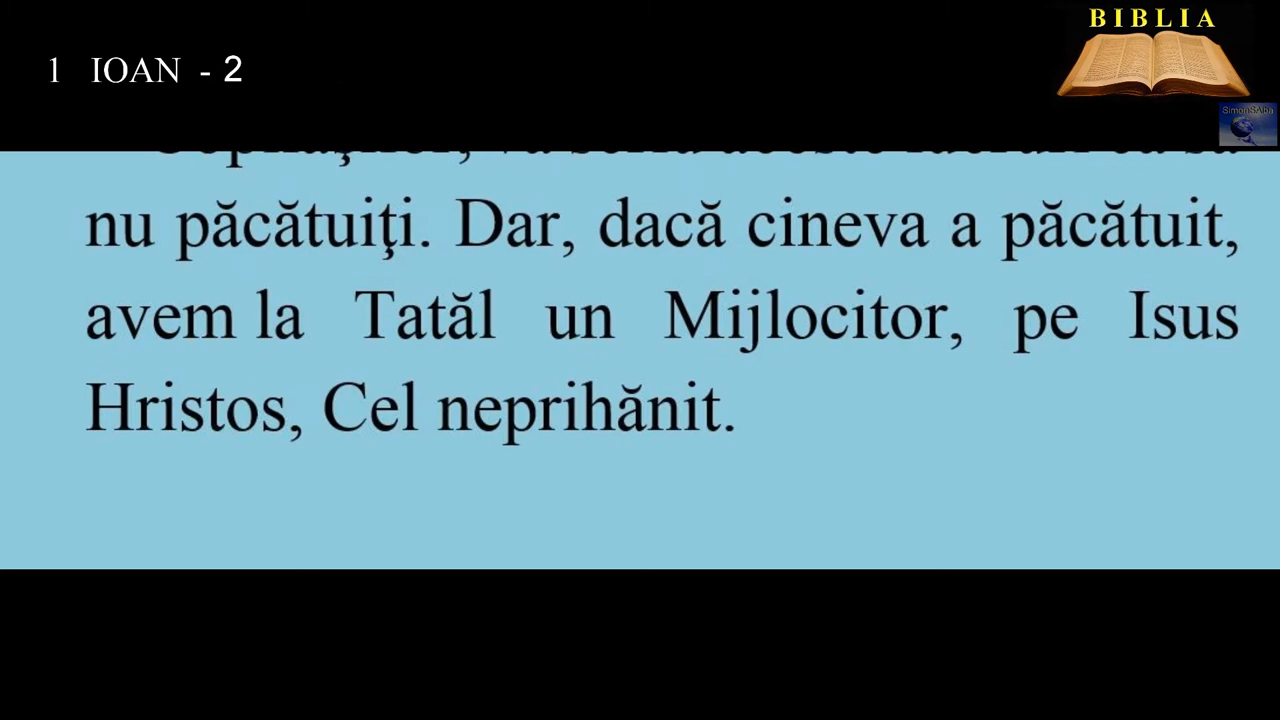 BIBLIA
1 IOAN - 2
SimonSAlba
nu păcătuiţi. Dar, dacă cineva a păcătuit,
avem la Tatăl un Mijlocitor, pe Isus
Hristos, Cel neprihănit.